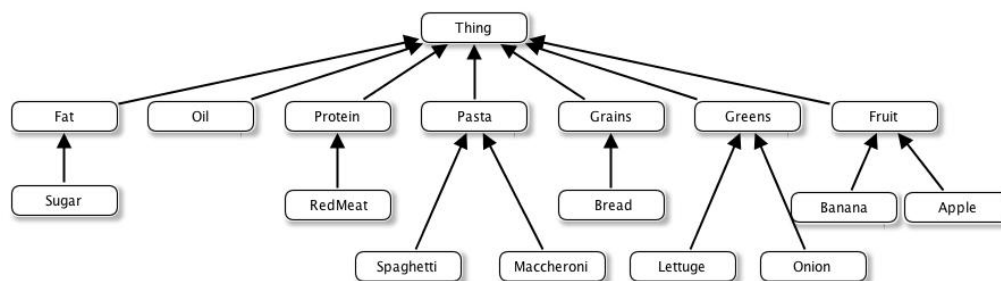 Thing
Fat Oil Protein Pasta Grains Greens Fruit
Sugar RedMeat Bread Banana Apple
Spaghetti Maccheroni Lettuge Onion